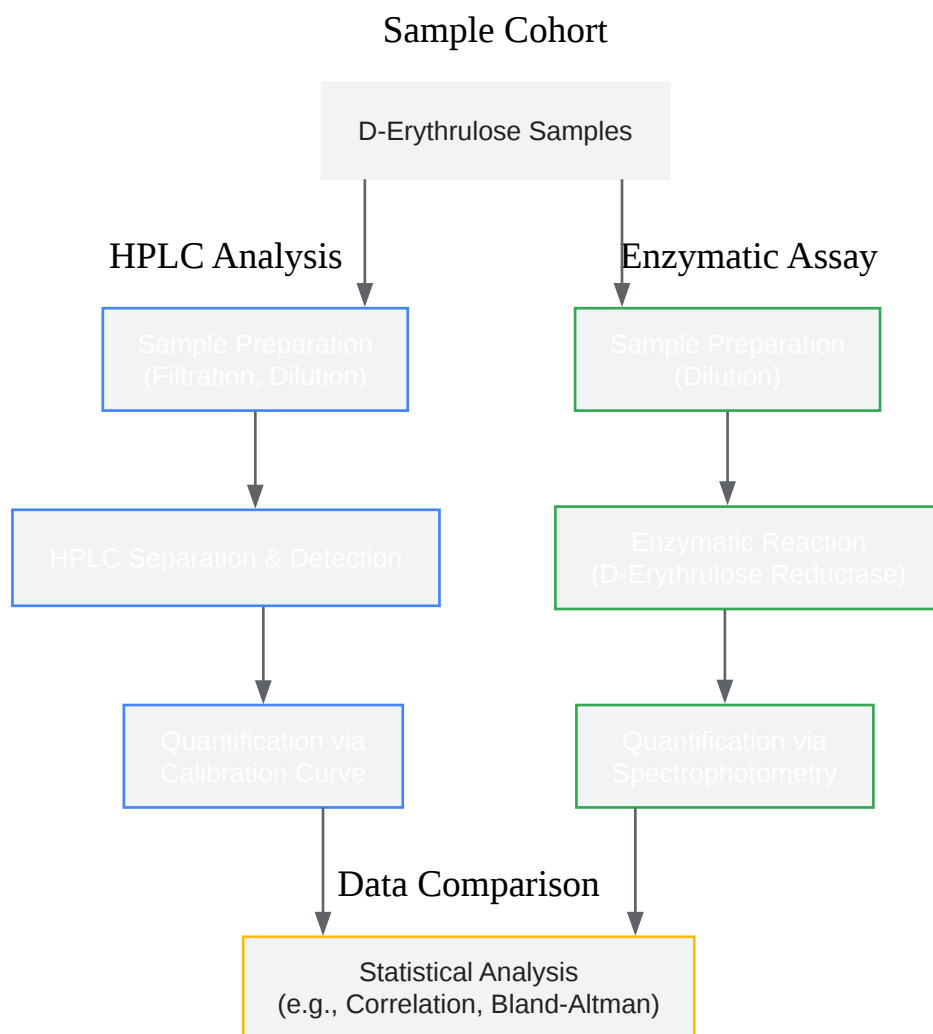 Sample Cohort
D-Erythrulose Samples
HPLC Analysis
Enzymatic Assay
Sample Preparation
(Filtration, Dilution)
Sample Preparation
(Dilution)
HPLC Separation & Detection
Enzymatic Reaction
(D-Erythrulose Reductase)
Quantification via
Calibration Curve
Quantification via
Spectrophotometry
Data Comparison
Statistical Analysis
(e.g., Correlation, Bland-Altman)